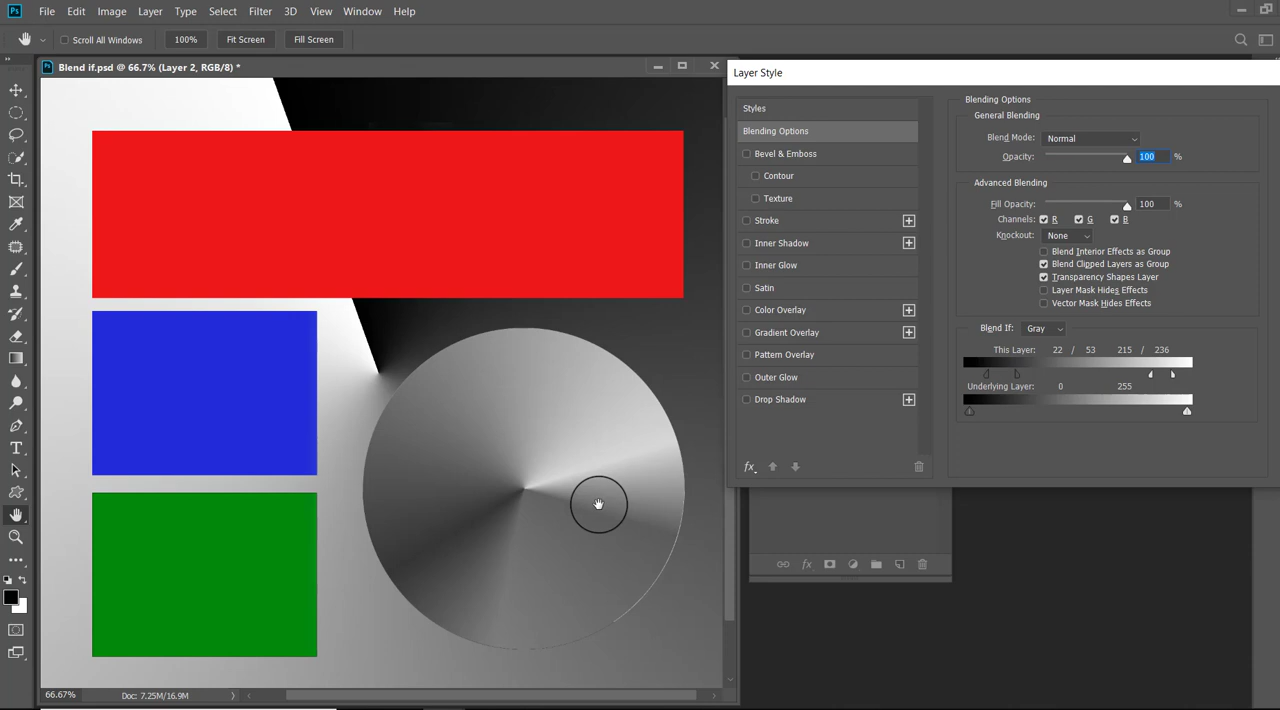 Ps File Edit Image Layer Type Select Filter 3D View Window Help
Scroll All Windows 100% Fit Screen Fill Screen
Ps Blend if.psd @ 66.7% (Layer 2, RGB/8) *
66.67% Doc: 7.25M/16.9M
Layer Style
Styles
Blending Options
Bevel & Emboss
Contour
Texture
Stroke
Inner Shadow
Inner Glow
Satin
Color Overlay
Gradient Overlay
Pattern Overlay
Outer Glow
Drop Shadow
fx
Blending Options
General Blending
Blend Mode: Normal
Opacity: 100 %
Advanced Blending
Fill Opacity: 100 %
Channels: R G B
Knockout: None
Blend Interior Effects as Group
Blend Clipped Layers as Group
Transparency Shapes Layer
Layer Mask Hides Effects
Vector Mask Hides Effects
Blend If: Gray
This Layer: 22 / 53 215 / 236
Underlying Layer: 0 255
fx